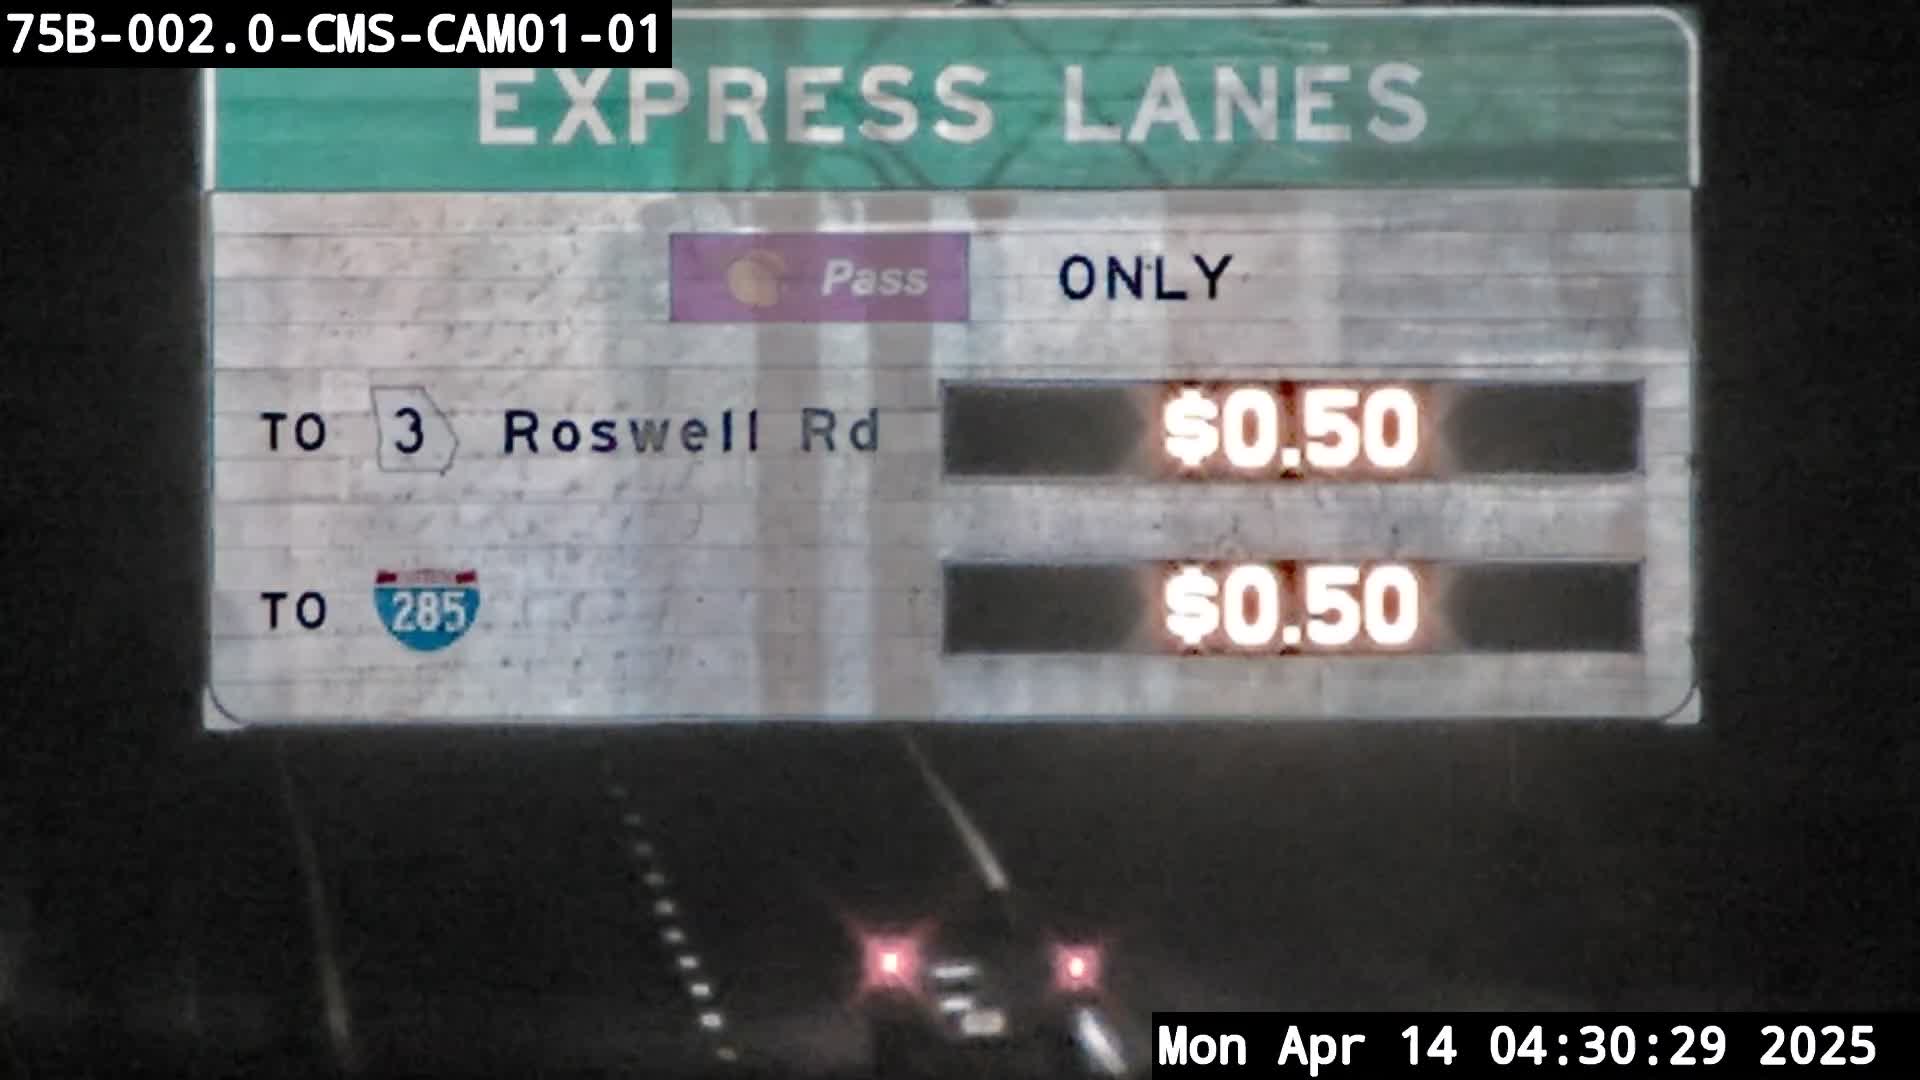 75B-002.0-CMS-CAM01-01
EXPRESS LANES
Pass ONLY
TO 3 Roswell Rd $0.50
TO 285 $0.50
Mon Apr 14 04:30:29 2025